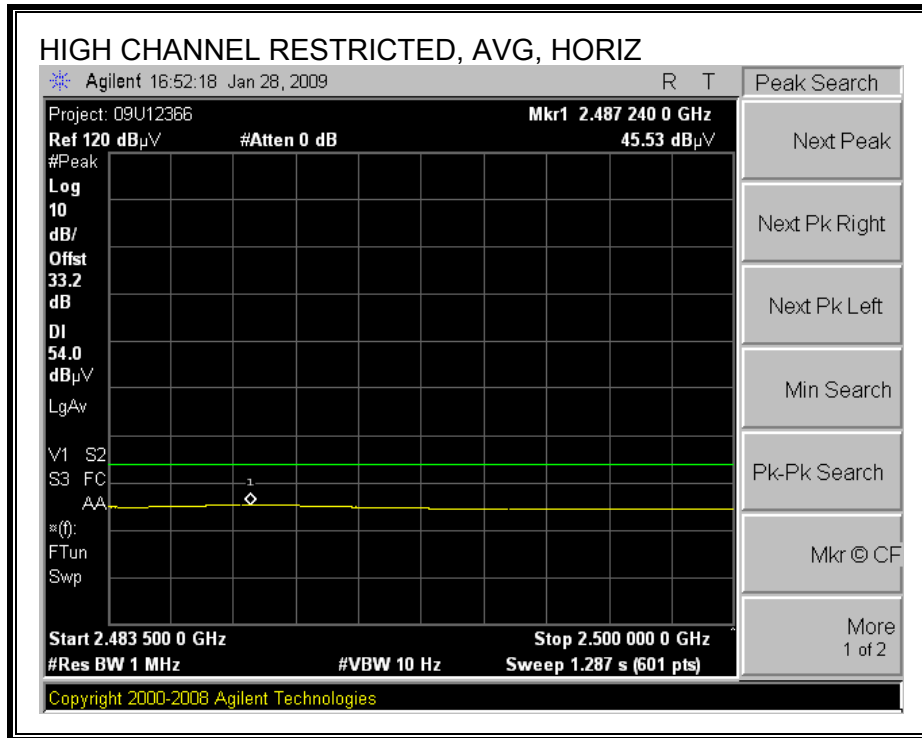 HIGH CHANNEL RESTRICTED, AVG, HORIZ
Agilent 16:52:18 Jan 28, 2009 R T
Peak Search
Project: 09U12366 Mkr1 2.487 240 0 GHz
Ref 120 dBµV #Atten 0 dB 45.53 dBµV
#Peak
Log
10
dB/
Offst
33.2
dB
DI
54.0
dBµV
LgAv
V1 S2
S3 FC
AA
¤(f):
FTun
Swp
1
Start 2.483 500 0 GHz Stop 2.500 000 0 GHz
#Res BW 1 MHz #VBW 10 Hz Sweep 1.287 s (601 pts)
Copyright 2000-2008 Agilent Technologies
Next Peak
Next Pk Right
Next Pk Left
Min Search
Pk-Pk Search
Mkr © CF
More
1 of 2